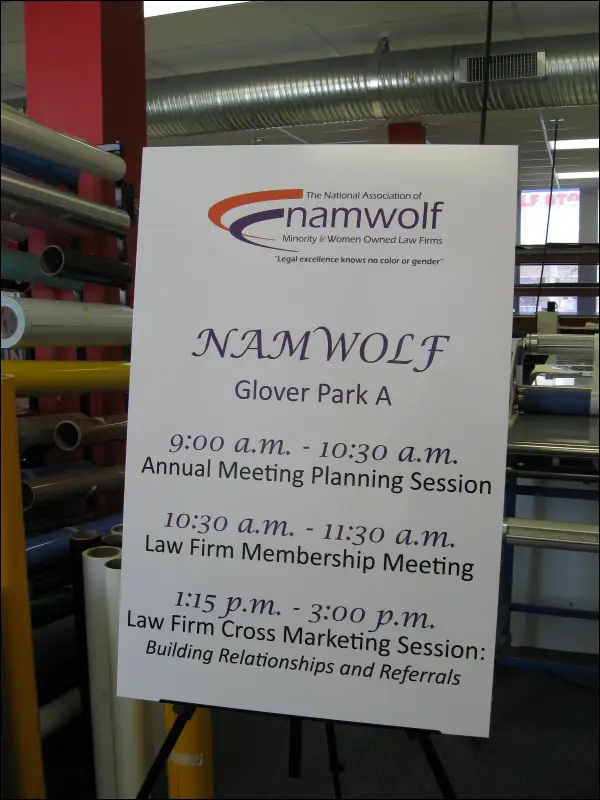 The National Association of
namwolf
Minority & Women Owned Law Firms
"Legal excellence knows no color or gender"
NAMWOLF
Glover Park A
9:00 a.m. - 10:30 a.m.
Annual Meeting Planning Session
10:30 a.m. - 11:30 a.m.
Law Firm Membership Meeting
1:15 p.m. - 3:00 p.m.
Law Firm Cross Marketing Session:
Building Relationships and Referrals